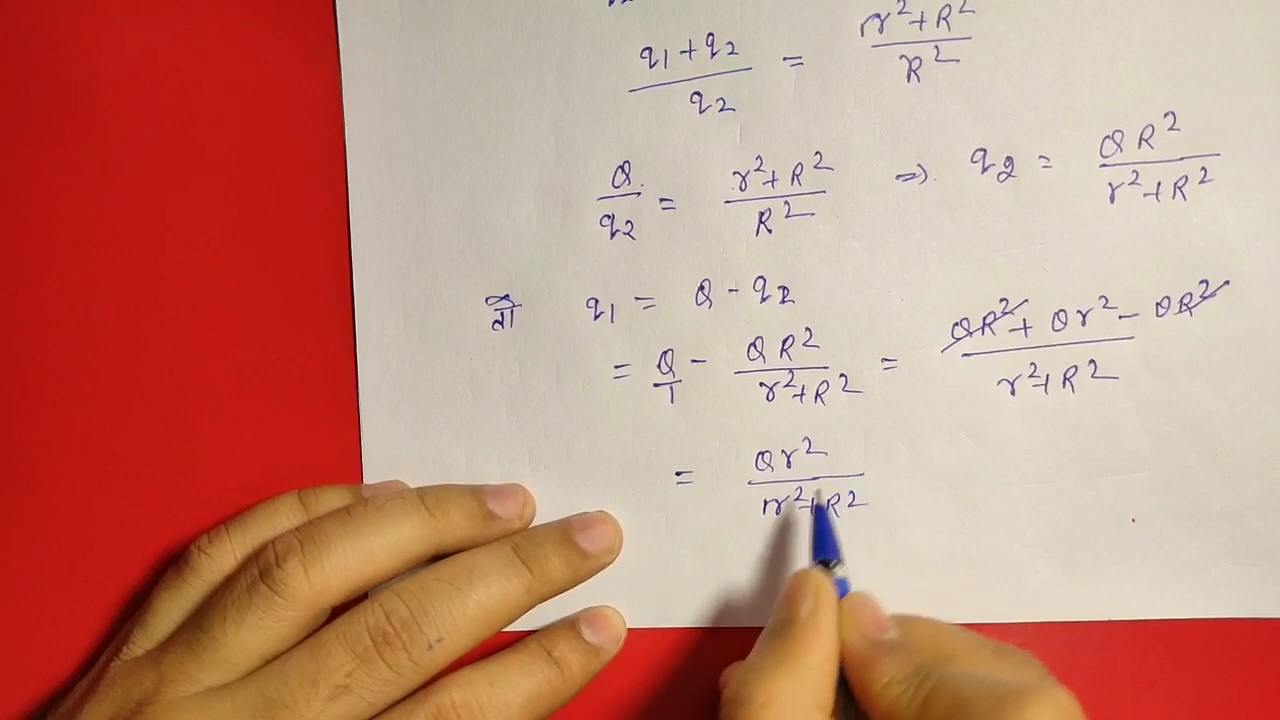 (q1 + q2) / q2 = (r² + R²) / R²
Q / q2 = (r² + R²) / R² ⇒ q2 = QR² / (r² + R²)
तो q1 = Q - q2
= Q/1 - QR² / (r² + R²) = (QR² + Qr² - QR²) / (r² + R²)
= Qr² / (r² + R²)